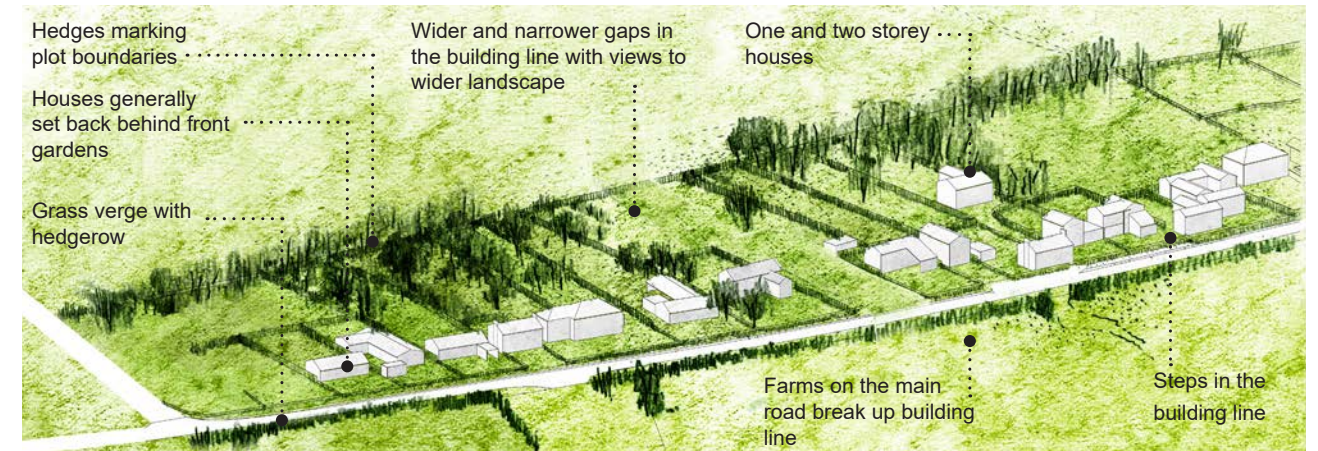 Hedges marking
plot boundaries
Houses generally
set back behind front
gardens
Grass verge with
hedgerow
Wider and narrower gaps in
the building line with views to
wider landscape
One and two storey
houses
Farms on the main
road break up building
line
Steps in the
building line